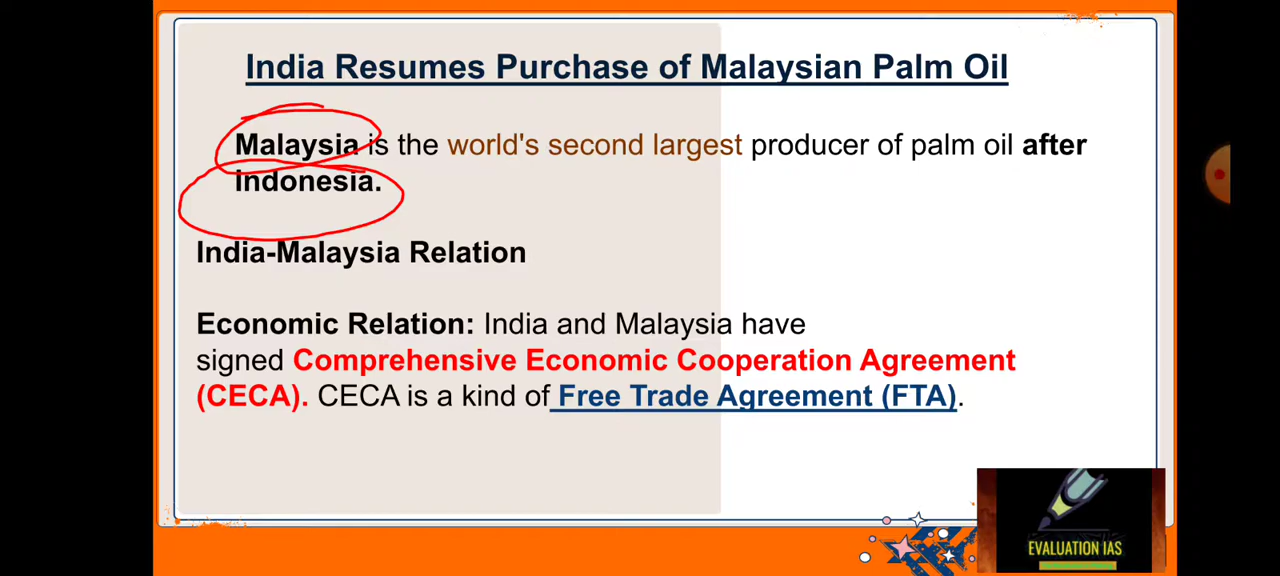 India Resumes Purchase of Malaysian Palm Oil
Malaysia is the world's second largest producer of palm oil after
Indonesia.
India-Malaysia Relation
Economic Relation: India and Malaysia have
signed Comprehensive Economic Cooperation Agreement
(CECA). CECA is a kind of Free Trade Agreement (FTA).
EVALUATION IAS